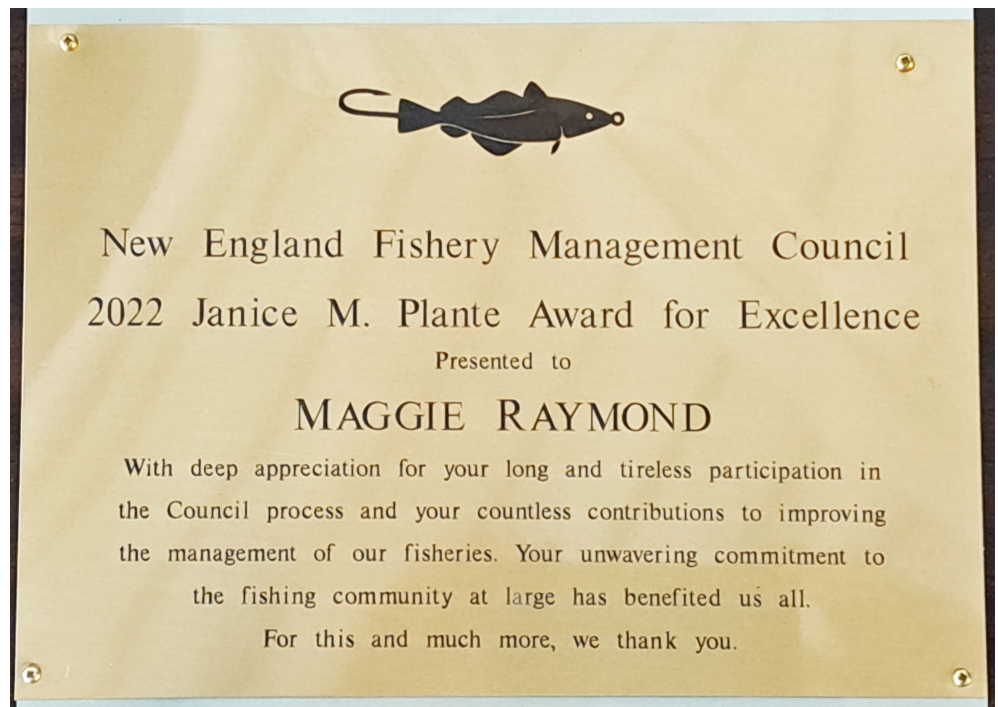 New England Fishery Management Council
2022 Janice M. Plante Award for Excellence
Presented to
MAGGIE RAYMOND
With deep appreciation for your long and tireless participation in
the Council process and your countless contributions to improving
the management of our fisheries. Your unwavering commitment to
the fishing community at large has benefited us all.
For this and much more, we thank you.